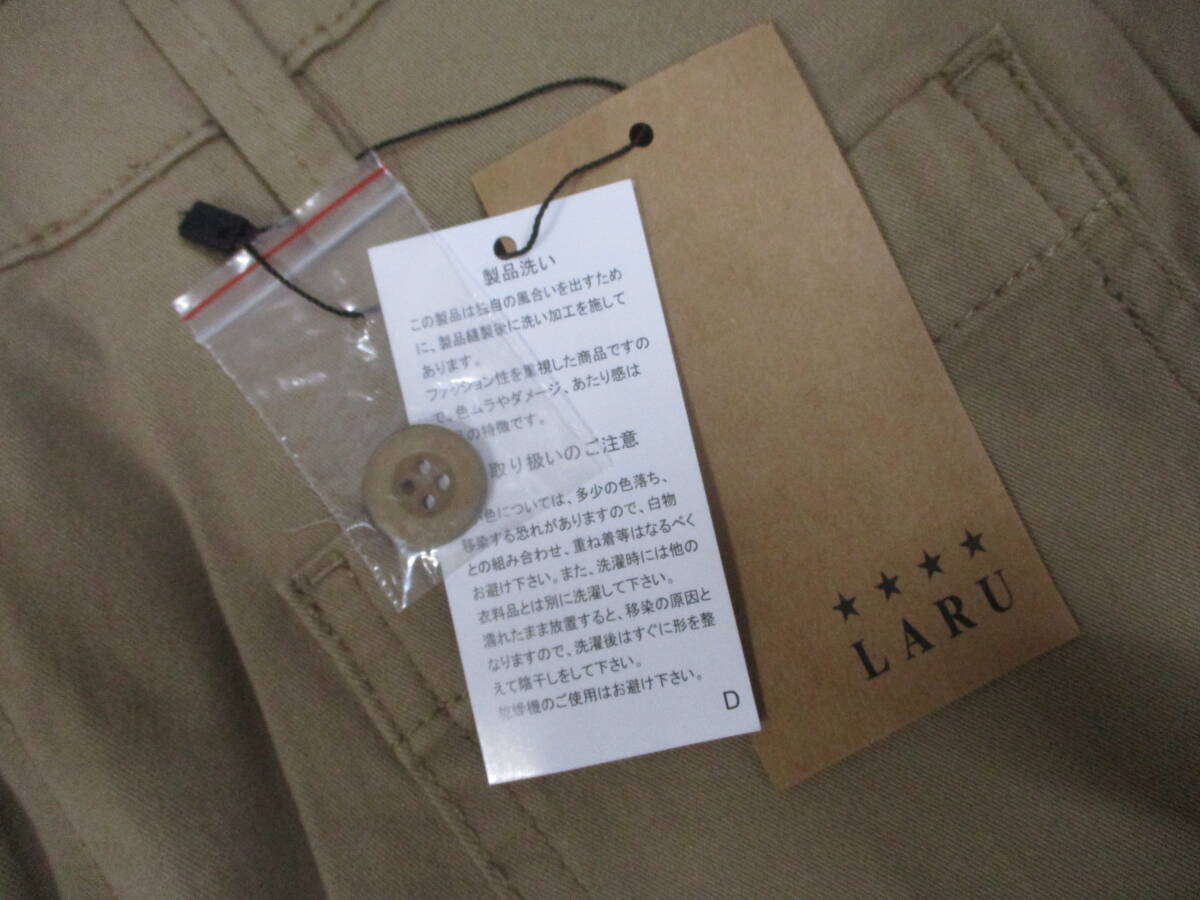 製品洗い
この製品は独自の風合いを出すため
に、製品縫製後に洗い加工を施して
あります。
ファッション性を重視した商品ですの
で、色ムラやダメージ、あたり感は
の特徴です。
取り扱いのご注意
色については、多少の色落ち、
移染する恐れがありますので、白物
との組み合わせ、重ね着等はなるべく
お避け下さい。また、洗濯時には他の
衣料品とは別に洗濯して下さい。
濡れたまま放置すると、移染の原因と
なりますので、洗濯後はすぐに形を整
えて陰干しをして下さい。
乾燥機のご使用はお避け下さい。
D
★★★★
LARU